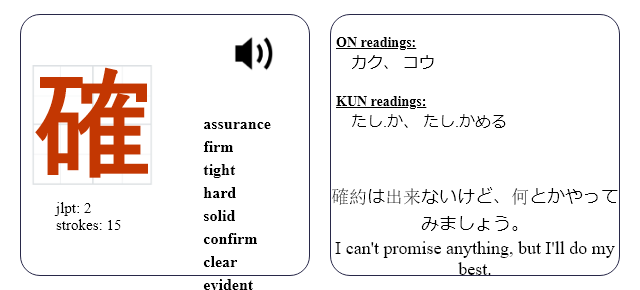 確
jlpt: 2
strokes: 15
assurance
firm
tight
hard
solid
confirm
clear
evident
ON readings:
カク、 コウ
KUN readings:
たし.か、 たし.かめる
確約は出来ないけど、何とかやって
みましょう。
I can't promise anything, but I'll do my
best.